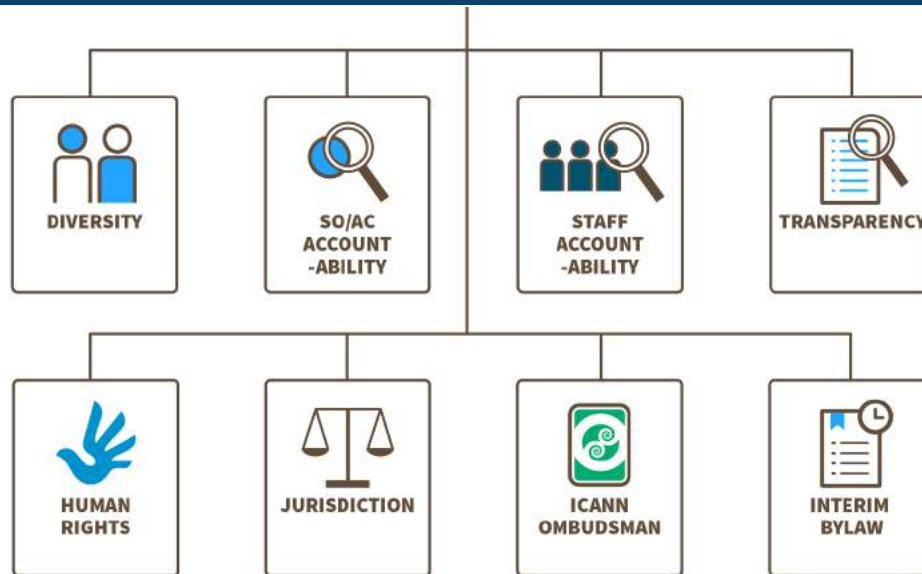 DIVERSITY
SO/AC
ACCOUNT
-ABILITY
STAFF
ACCOUNT
-ABILITY
TRANSPARENCY
HUMAN
RIGHTS
JURISDICTION
ICANN
OMBUDSMAN
INTERIM
BYLAW